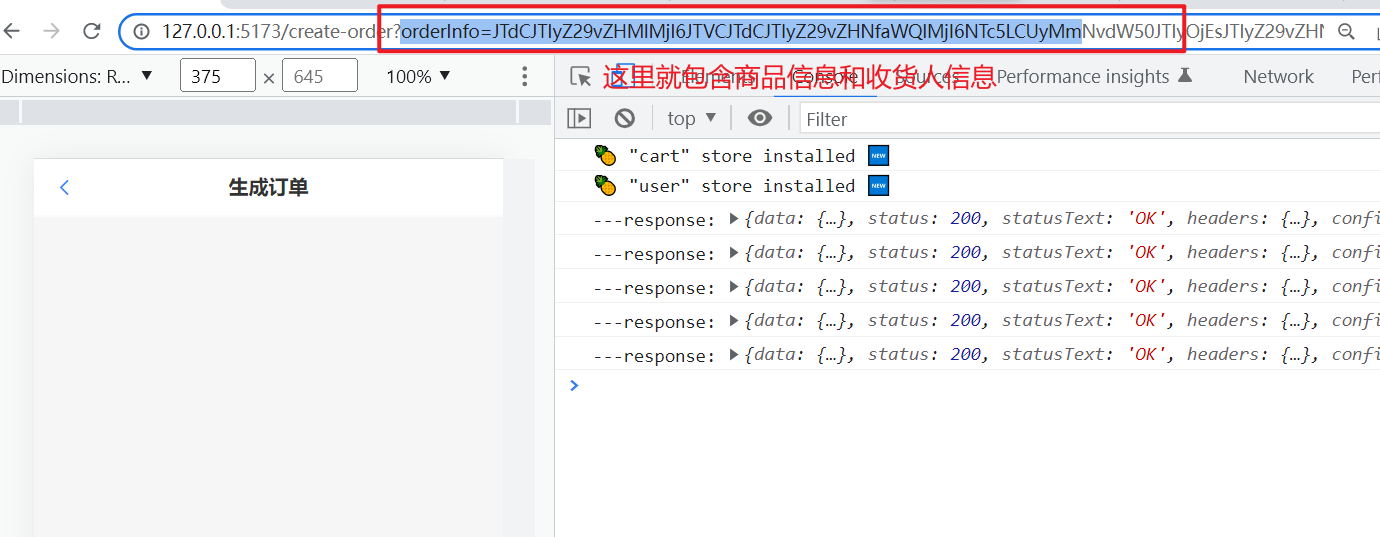 127.0.0.1:5173/create-order?orderInfo=JTdCJTIyZ29vZHMlMjI6JTVCJTdCJTIyZ29vZHNfaWQlMjI6NTc5LCUyMmNvdW50JTIyOjEsJTIyZ29vZHN
Dimensions: R... ▼ 375 × 645 100% ▼
这里就包含商品信息和收货人信息
Elements Console Sources Performance insights Network Perf
top ▼ Filter
生成订单
"cart" store installed NEW
"user" store installed NEW
---response: ▶{data: {…}, status: 200, statusText: 'OK', headers: {…}, confi
---response: ▶{data: {…}, status: 200, statusText: 'OK', headers: {…}, confi
---response: ▶{data: {…}, status: 200, statusText: 'OK', headers: {…}, confi
---response: ▶{data: {…}, status: 200, statusText: 'OK', headers: {…}, confi
---response: ▶{data: {…}, status: 200, statusText: 'OK', headers: {…}, confi